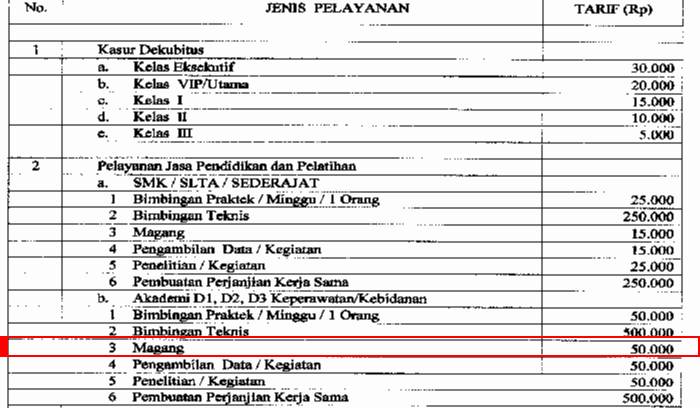 No. JENIS PELAYANAN TARIF (Rp)
1 Kasur Dekubitus
a. Kelas Eksekutif 30.000
b. Kelas VIP/Utama 20.000
c. Kelas I 15.000
d. Kelas II 10.000
e. Kelas III 5.000
2 Pelayanan Jasa Pendidikan dan Pelatihan
a. SMK / SLTA / SEDERAJAT
1 Bimbingan Praktek / Minggu / 1 Orang 25.000
2 Bimbingan Teknis 250.000
3 Magang 15.000
4 Pengambilan Data / Kegiatan 15.000
5 Penelitian / Kegiatan 25.000
6 Pembuatan Perjanjian Kerja Sama 250.000
b. Akademi D1, D2, D3 Keperawatan/Kebidanan
1 Bimbingan Praktek / Minggu / 1 Orang 50.000
2 Bimbingan Teknis 500.000
3 Magang 50.000
4 Pengambilan Data / Kegiatan 50.000
5 Penelitian / Kegiatan 50.000
6 Pembuatan Perjanjian Kerja Sama 500.000